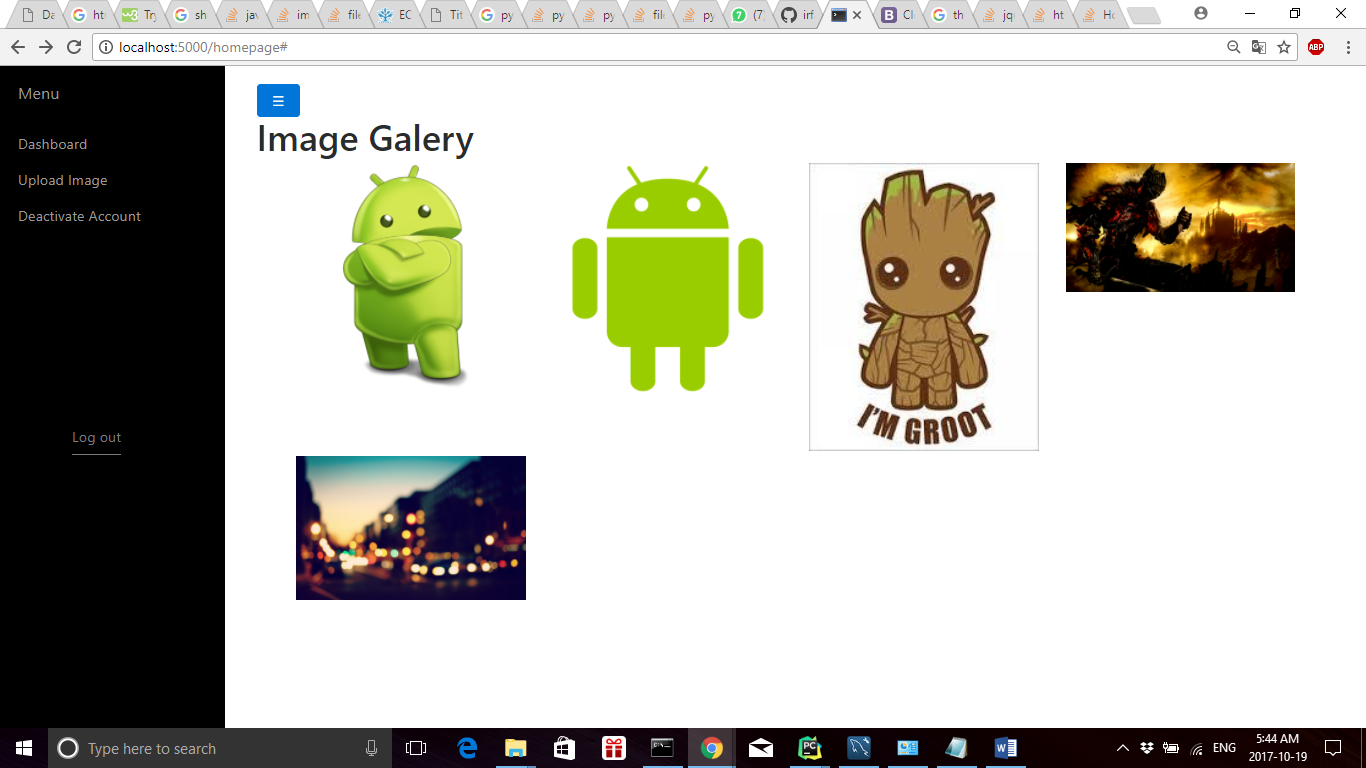 Da
ht
Try
sh
jav
im
file
EC
Tit
py
py
py
file
py
(7
irf
Cl
th
jqu
ht
Ho
localhost:5000/homepage#
ABP
Menu
☰
Image Galery
Dashboard
Upload Image
Deactivate Account
I'M GROOT
Log out
Type here to search
PC
ENG
5:44 AM
2017-10-19